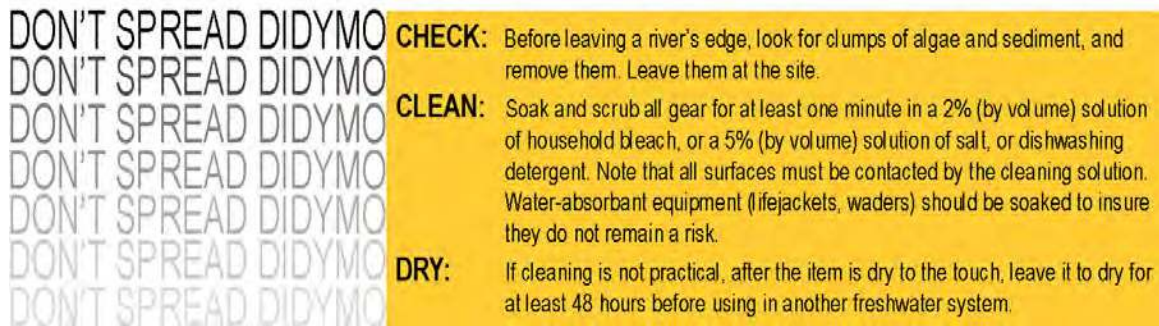 DON'T SPREAD DIDYMO
DON'T SPREAD DIDYMO
DON'T SPREAD DIDYMO
DON'T SPREAD DIDYMO
DON'T SPREAD DIDYMO
DON'T SPREAD DIDYMO
DON'T SPREAD DIDYMO
CHECK: Before leaving a river's edge, look for clumps of algae and sediment, and
remove them. Leave them at the site.
CLEAN: Soak and scrub all gear for at least one minute in a 2% (by volume) solution
of household bleach, or a 5% (by volume) solution of salt, or dishwashing
detergent. Note that all surfaces must be contacted by the cleaning solution.
Water-absorbant equipment (lifejackets, waders) should be soaked to insure
they do not remain a risk.
DRY: If cleaning is not practical, after the item is dry to the touch, leave it to dry for
at least 48 hours before using in another freshwater system.